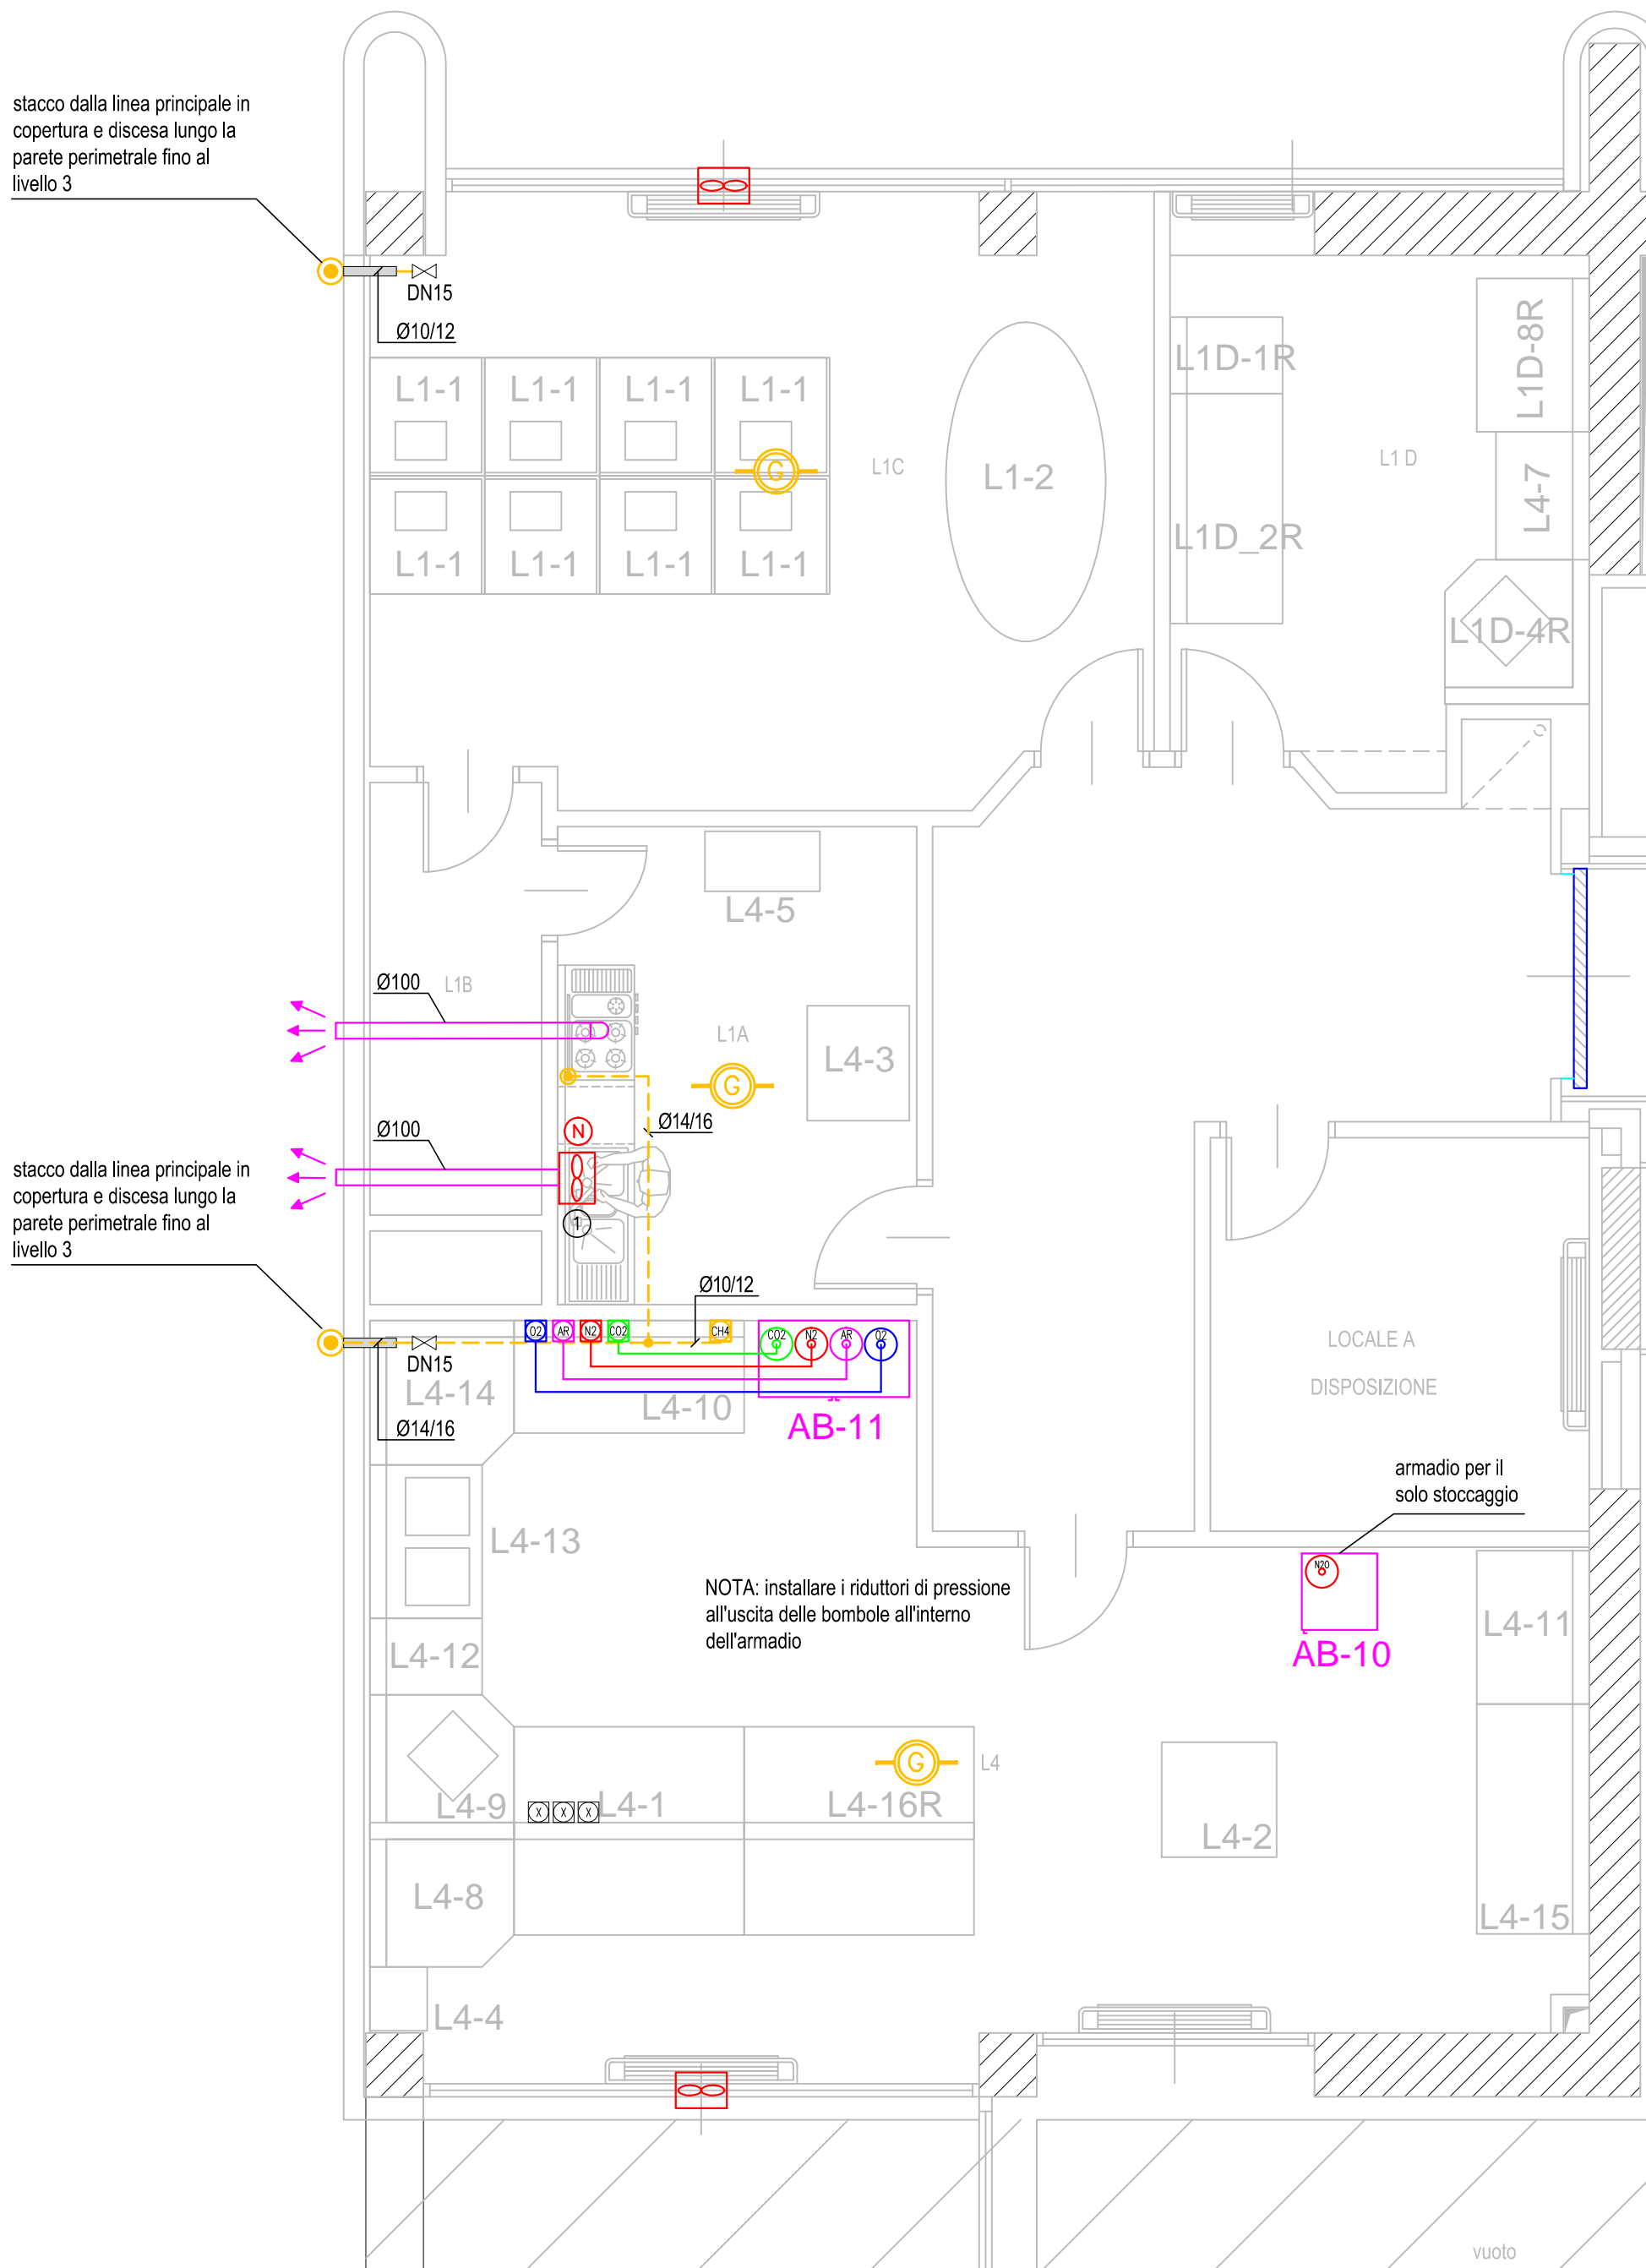 stacco dalla linea principale in
copertura e discesa lungo la
parete perimetrale fino al
livello 3
DN15
Ø10/12
L1-1 L1-1 L1-1 L1-1
G
L1-1 L1-1 L1-1 L1-1
L1C
L1-2
L1D-1R
L1D_2R
L1 D
L1D-8R
L4-7
L1D-4R
L4-5
Ø100
L1B
L1A
L4-3
G
Ø100
N
Ø14/16
1
stacco dalla linea principale in
copertura e discesa lungo la
parete perimetrale fino al
livello 3
Ø10/12
O2 AR N2 CO2 CH4
CO2 N2 AR O2
DN15
L4-14
L4-10
AB-11
Ø14/16
LOCALE A
DISPOSIZIONE
armadio per il
solo stoccaggio
L4-13
N2O
NOTA: installare i riduttori di pressione
all'uscita delle bombole all'interno
dell'armadio
L4-11
AB-10
L4-12
G
L4
L4-9
X X X
L4-1
L4-16R
L4-2
L4-8
L4-15
L4-4
vuoto